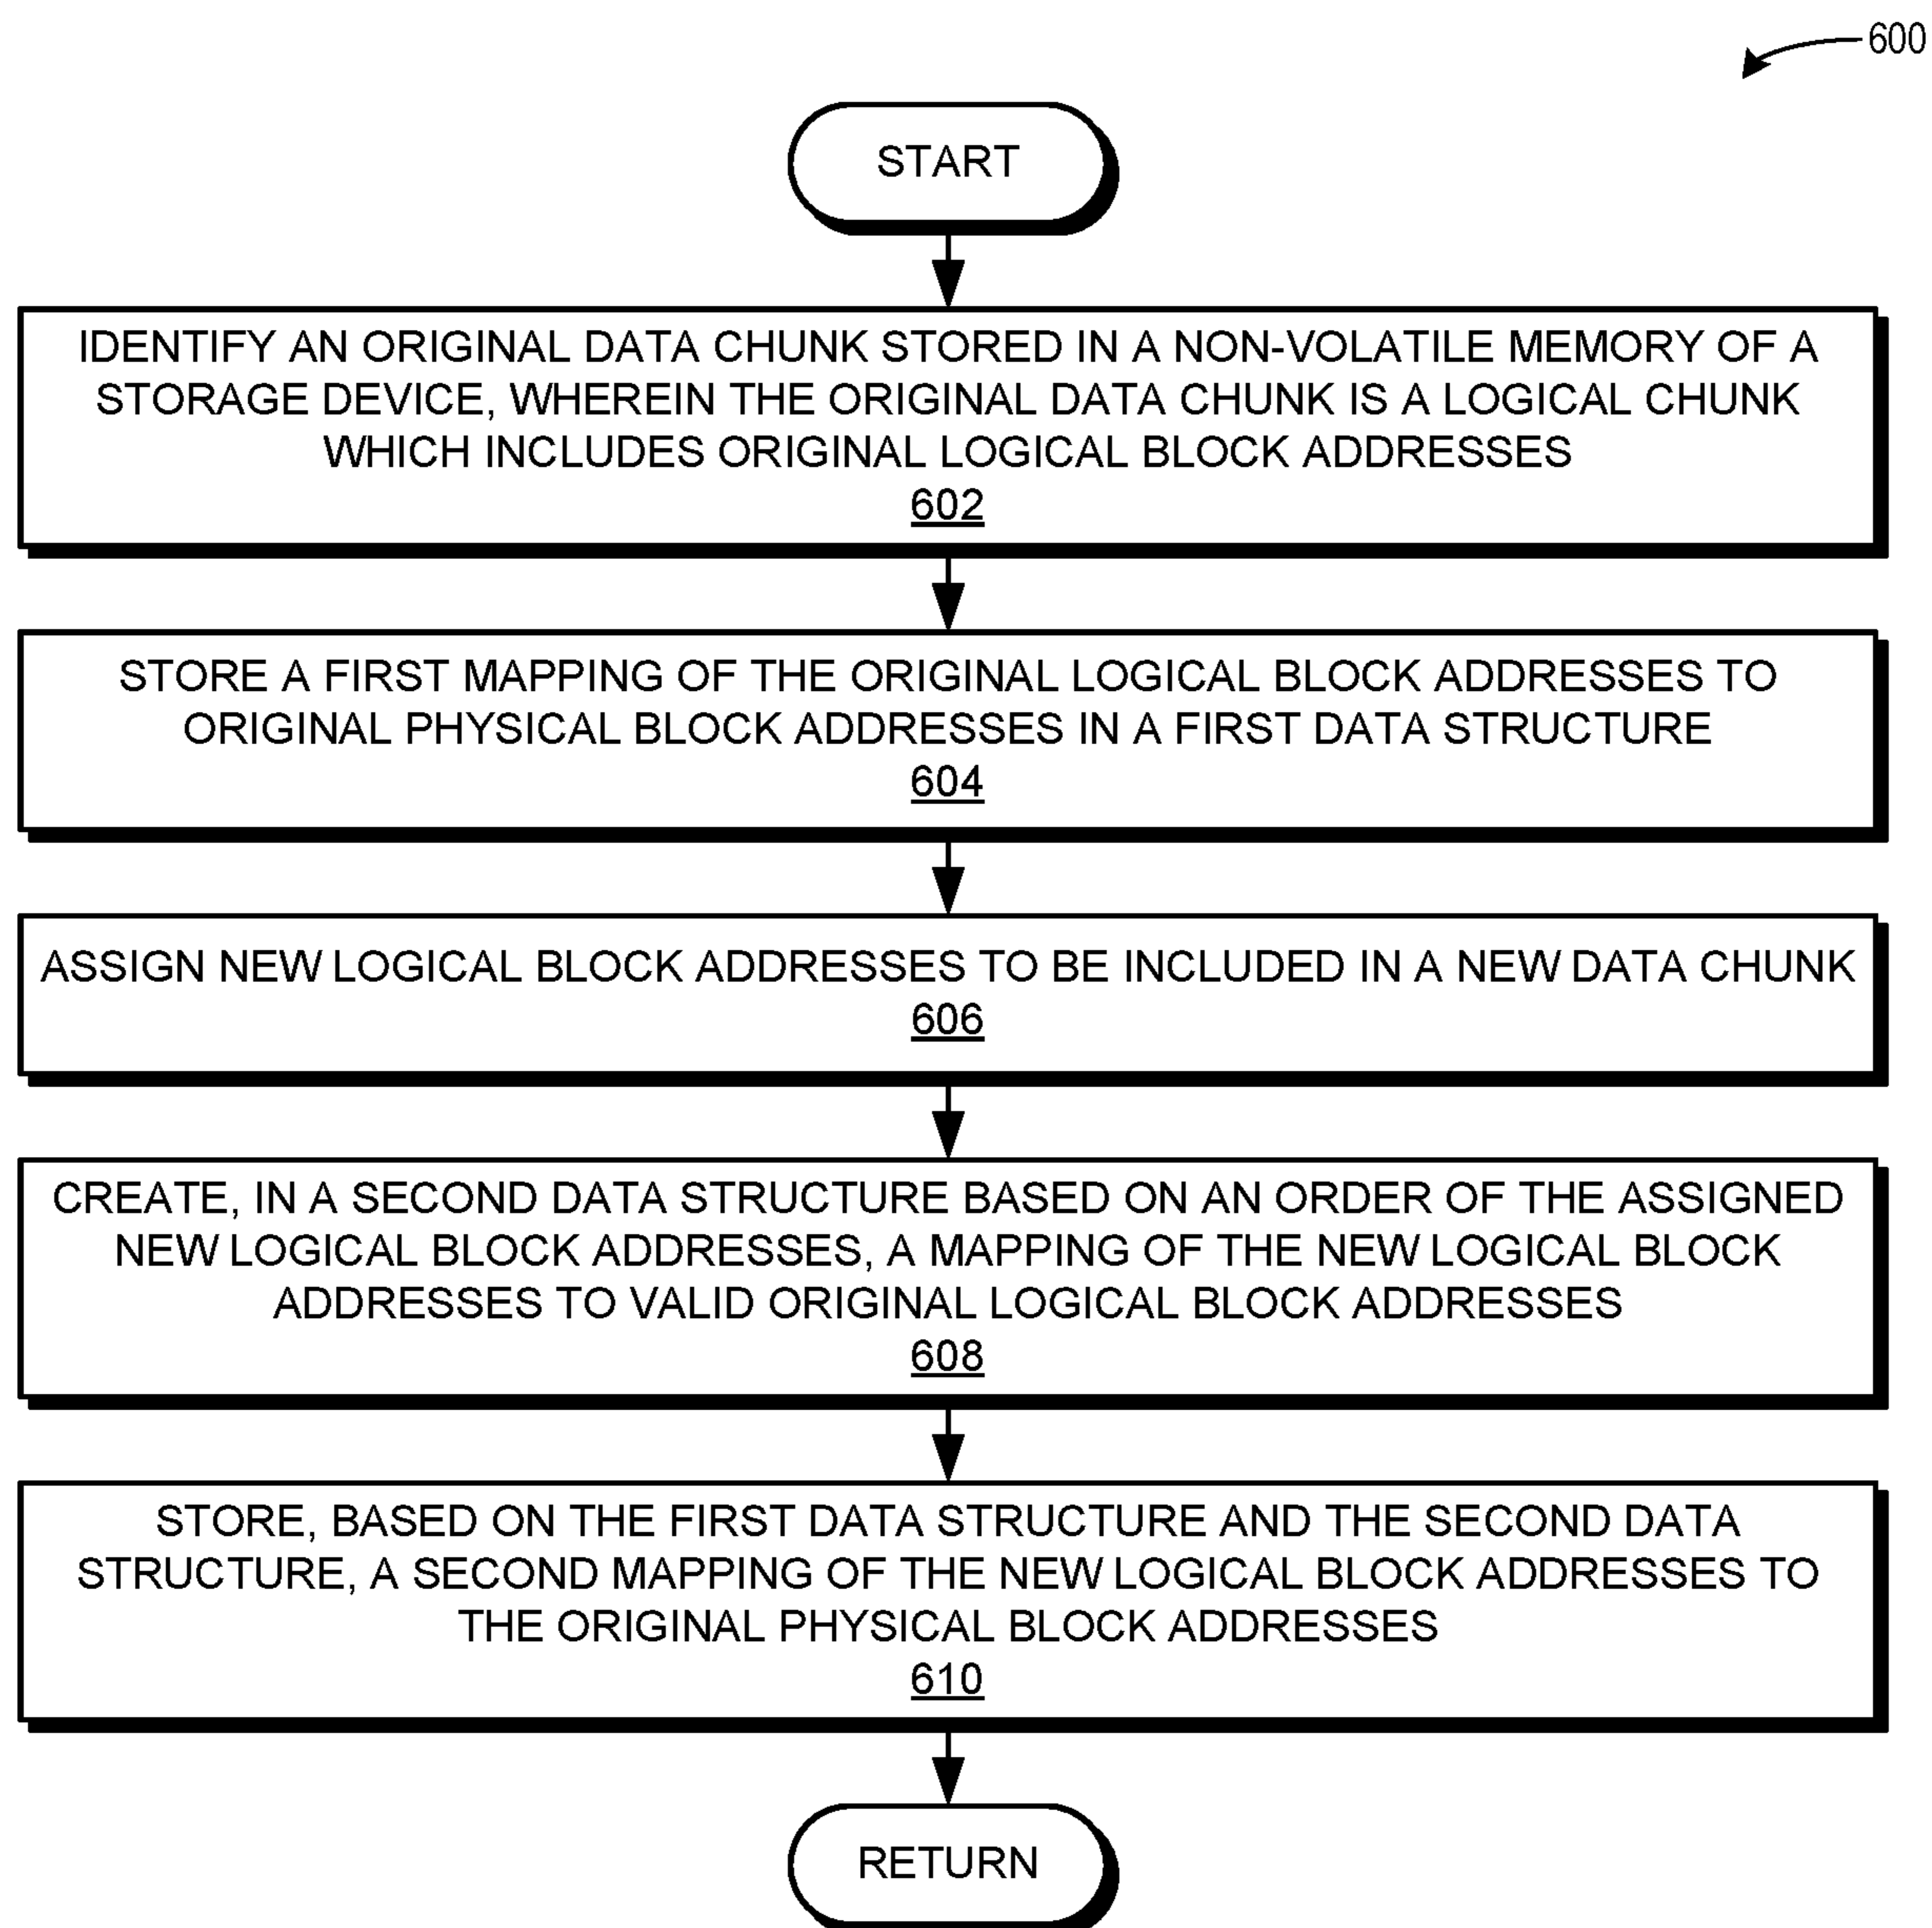 600
START
IDENTIFY AN ORIGINAL DATA CHUNK STORED IN A NON-VOLATILE MEMORY OF A
STORAGE DEVICE, WHEREIN THE ORIGINAL DATA CHUNK IS A LOGICAL CHUNK
WHICH INCLUDES ORIGINAL LOGICAL BLOCK ADDRESSES
602
STORE A FIRST MAPPING OF THE ORIGINAL LOGICAL BLOCK ADDRESSES TO
ORIGINAL PHYSICAL BLOCK ADDRESSES IN A FIRST DATA STRUCTURE
604
ASSIGN NEW LOGICAL BLOCK ADDRESSES TO BE INCLUDED IN A NEW DATA CHUNK
606
CREATE, IN A SECOND DATA STRUCTURE BASED ON AN ORDER OF THE ASSIGNED
NEW LOGICAL BLOCK ADDRESSES, A MAPPING OF THE NEW LOGICAL BLOCK
ADDRESSES TO VALID ORIGINAL LOGICAL BLOCK ADDRESSES
608
STORE, BASED ON THE FIRST DATA STRUCTURE AND THE SECOND DATA
STRUCTURE, A SECOND MAPPING OF THE NEW LOGICAL BLOCK ADDRESSES TO
THE ORIGINAL PHYSICAL BLOCK ADDRESSES
610
RETURN